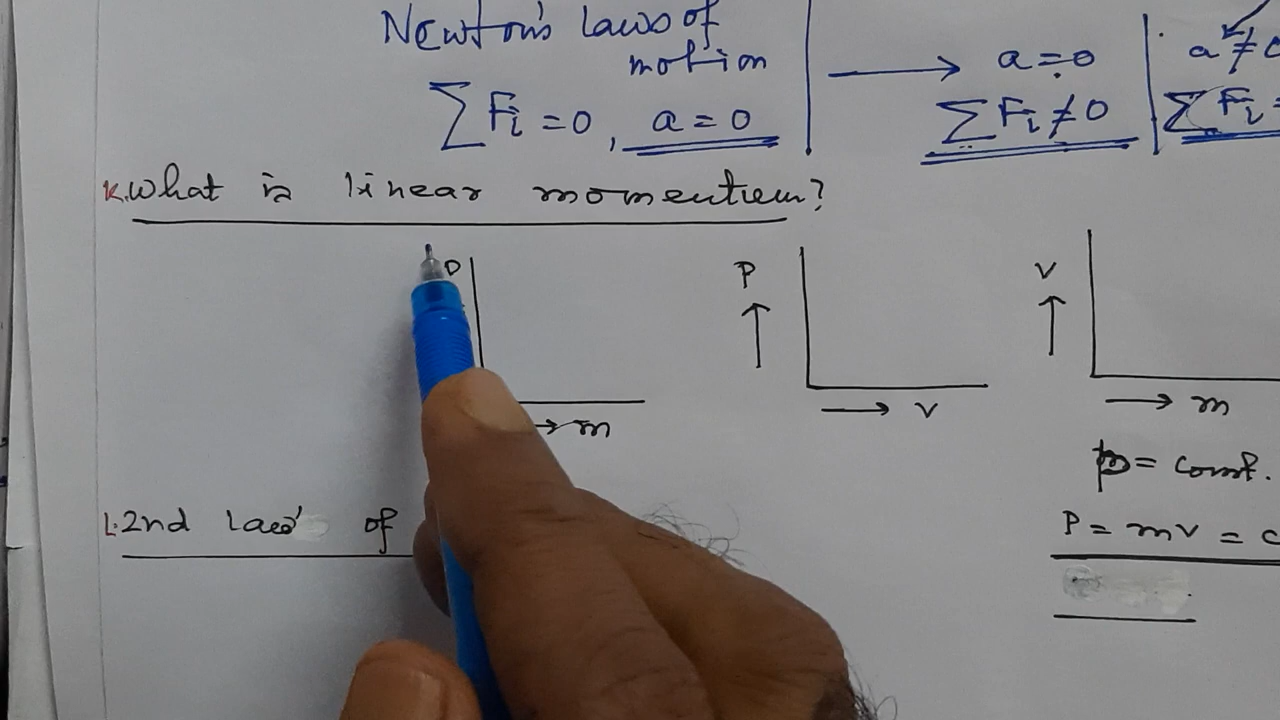 Newton's laws of
motion
∑Fi = 0, a = 0
→ a = 0
∑Fi ≠ 0
a ≠ 0
∑Fi =
K. What is linear momentum?
P
→ m
P
↑
→ v
v
↑
→ m
p = const.
L. 2nd law of
P = mv = c